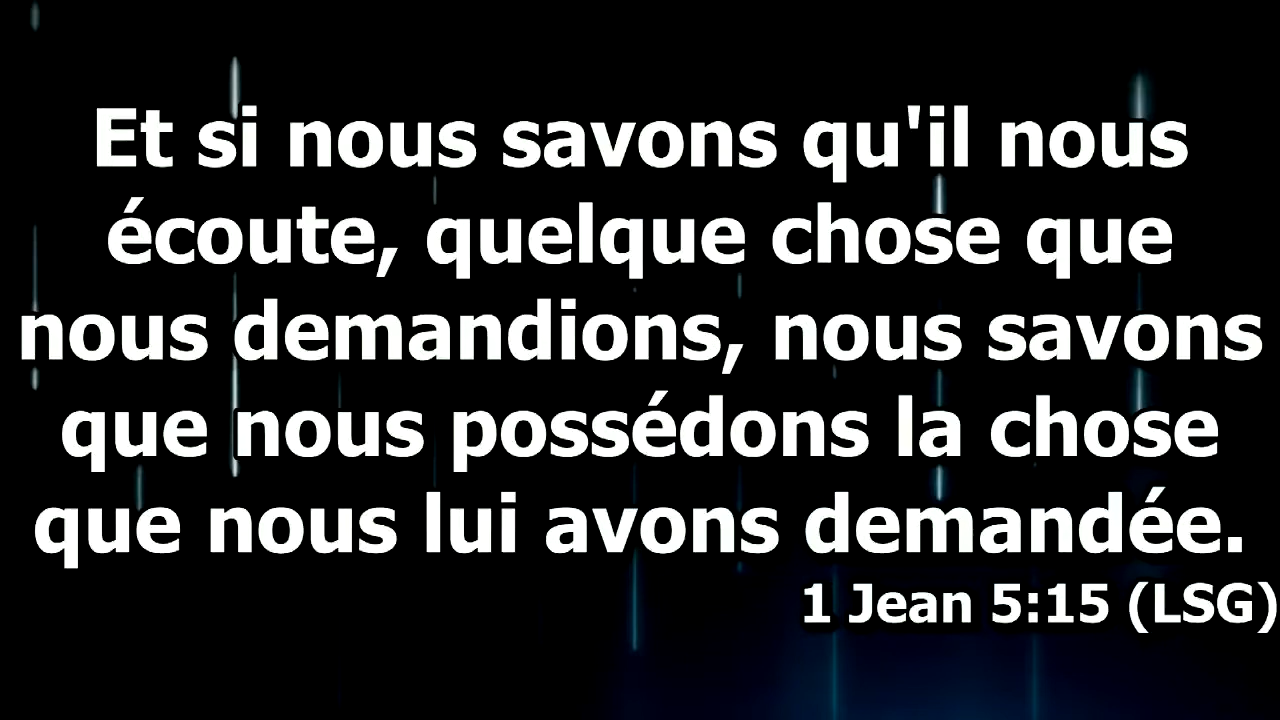 Et si nous savons qu'il nous
écoute, quelque chose que
nous demandions, nous savons
que nous possédons la chose
que nous lui avons demandée.
1 Jean 5:15 (LSG)